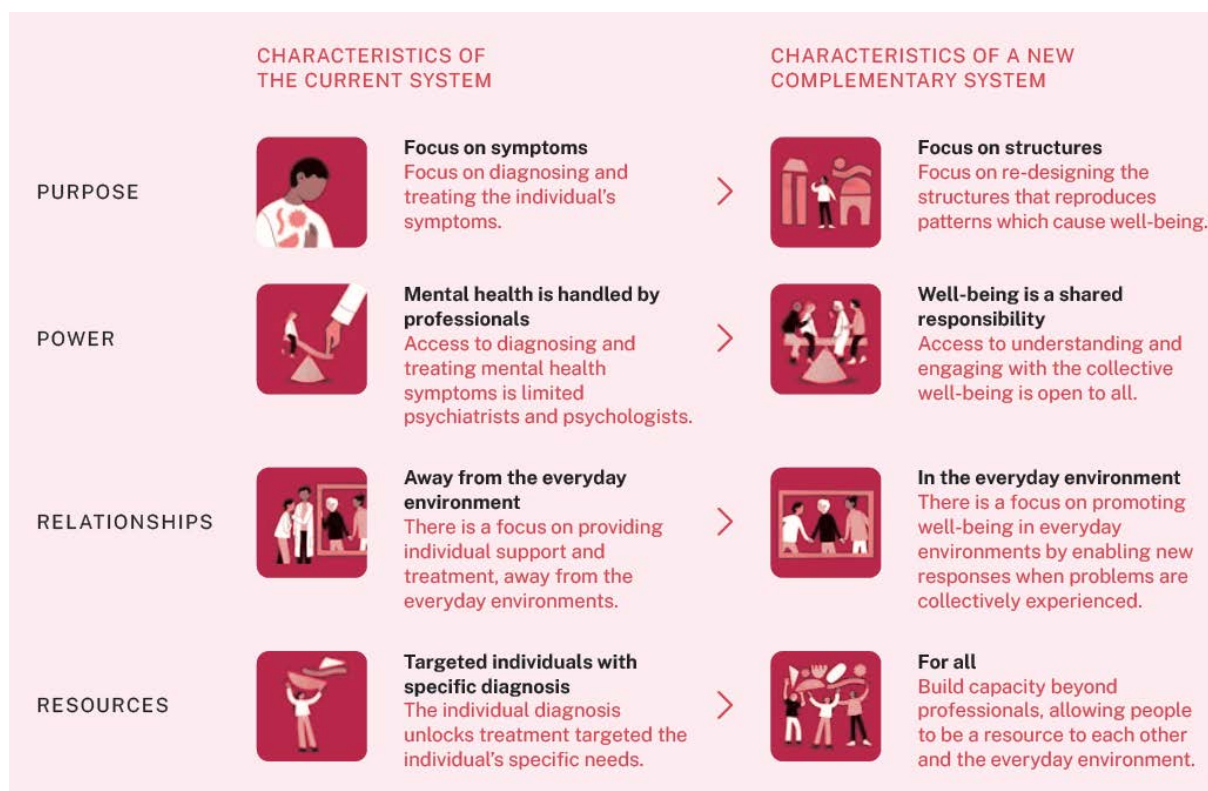 CHARACTERISTICS OF
THE CURRENT SYSTEM
CHARACTERISTICS OF A NEW
COMPLEMENTARY SYSTEM
PURPOSE
Focus on symptoms
Focus on diagnosing and
treating the individual's
symptoms.
Focus on structures
Focus on re-designing the
structures that reproduces
patterns which cause well-being.
POWER
Mental health is handled by
professionals
Access to diagnosing and
treating mental health
symptoms is limited
psychiatrists and psychologists.
Well-being is a shared
responsibility
Access to understanding and
engaging with the collective
well-being is open to all.
RELATIONSHIPS
Away from the everyday
environment
There is a focus on providing
individual support and
treatment, away from the
everyday environments.
In the everyday environment
There is a focus on promoting
well-being in everyday
environments by enabling new
responses when problems are
collectively experienced.
RESOURCES
Targeted individuals with
specific diagnosis
The individual diagnosis
unlocks treatment targeted the
individual's specific needs.
For all
Build capacity beyond
professionals, allowing people
to be a resource to each other
and the everyday environment.